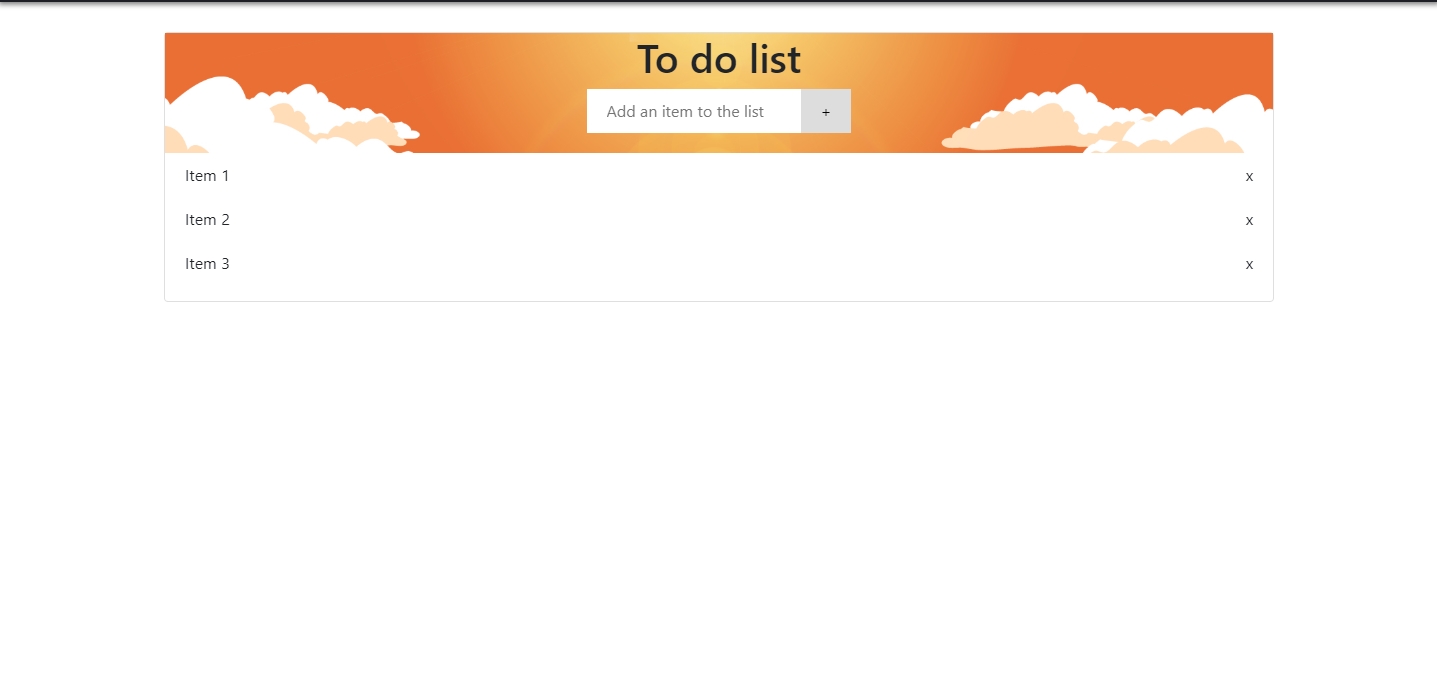 To do list
Add an item to the list +
Item 1 x
Item 2 x
Item 3 x